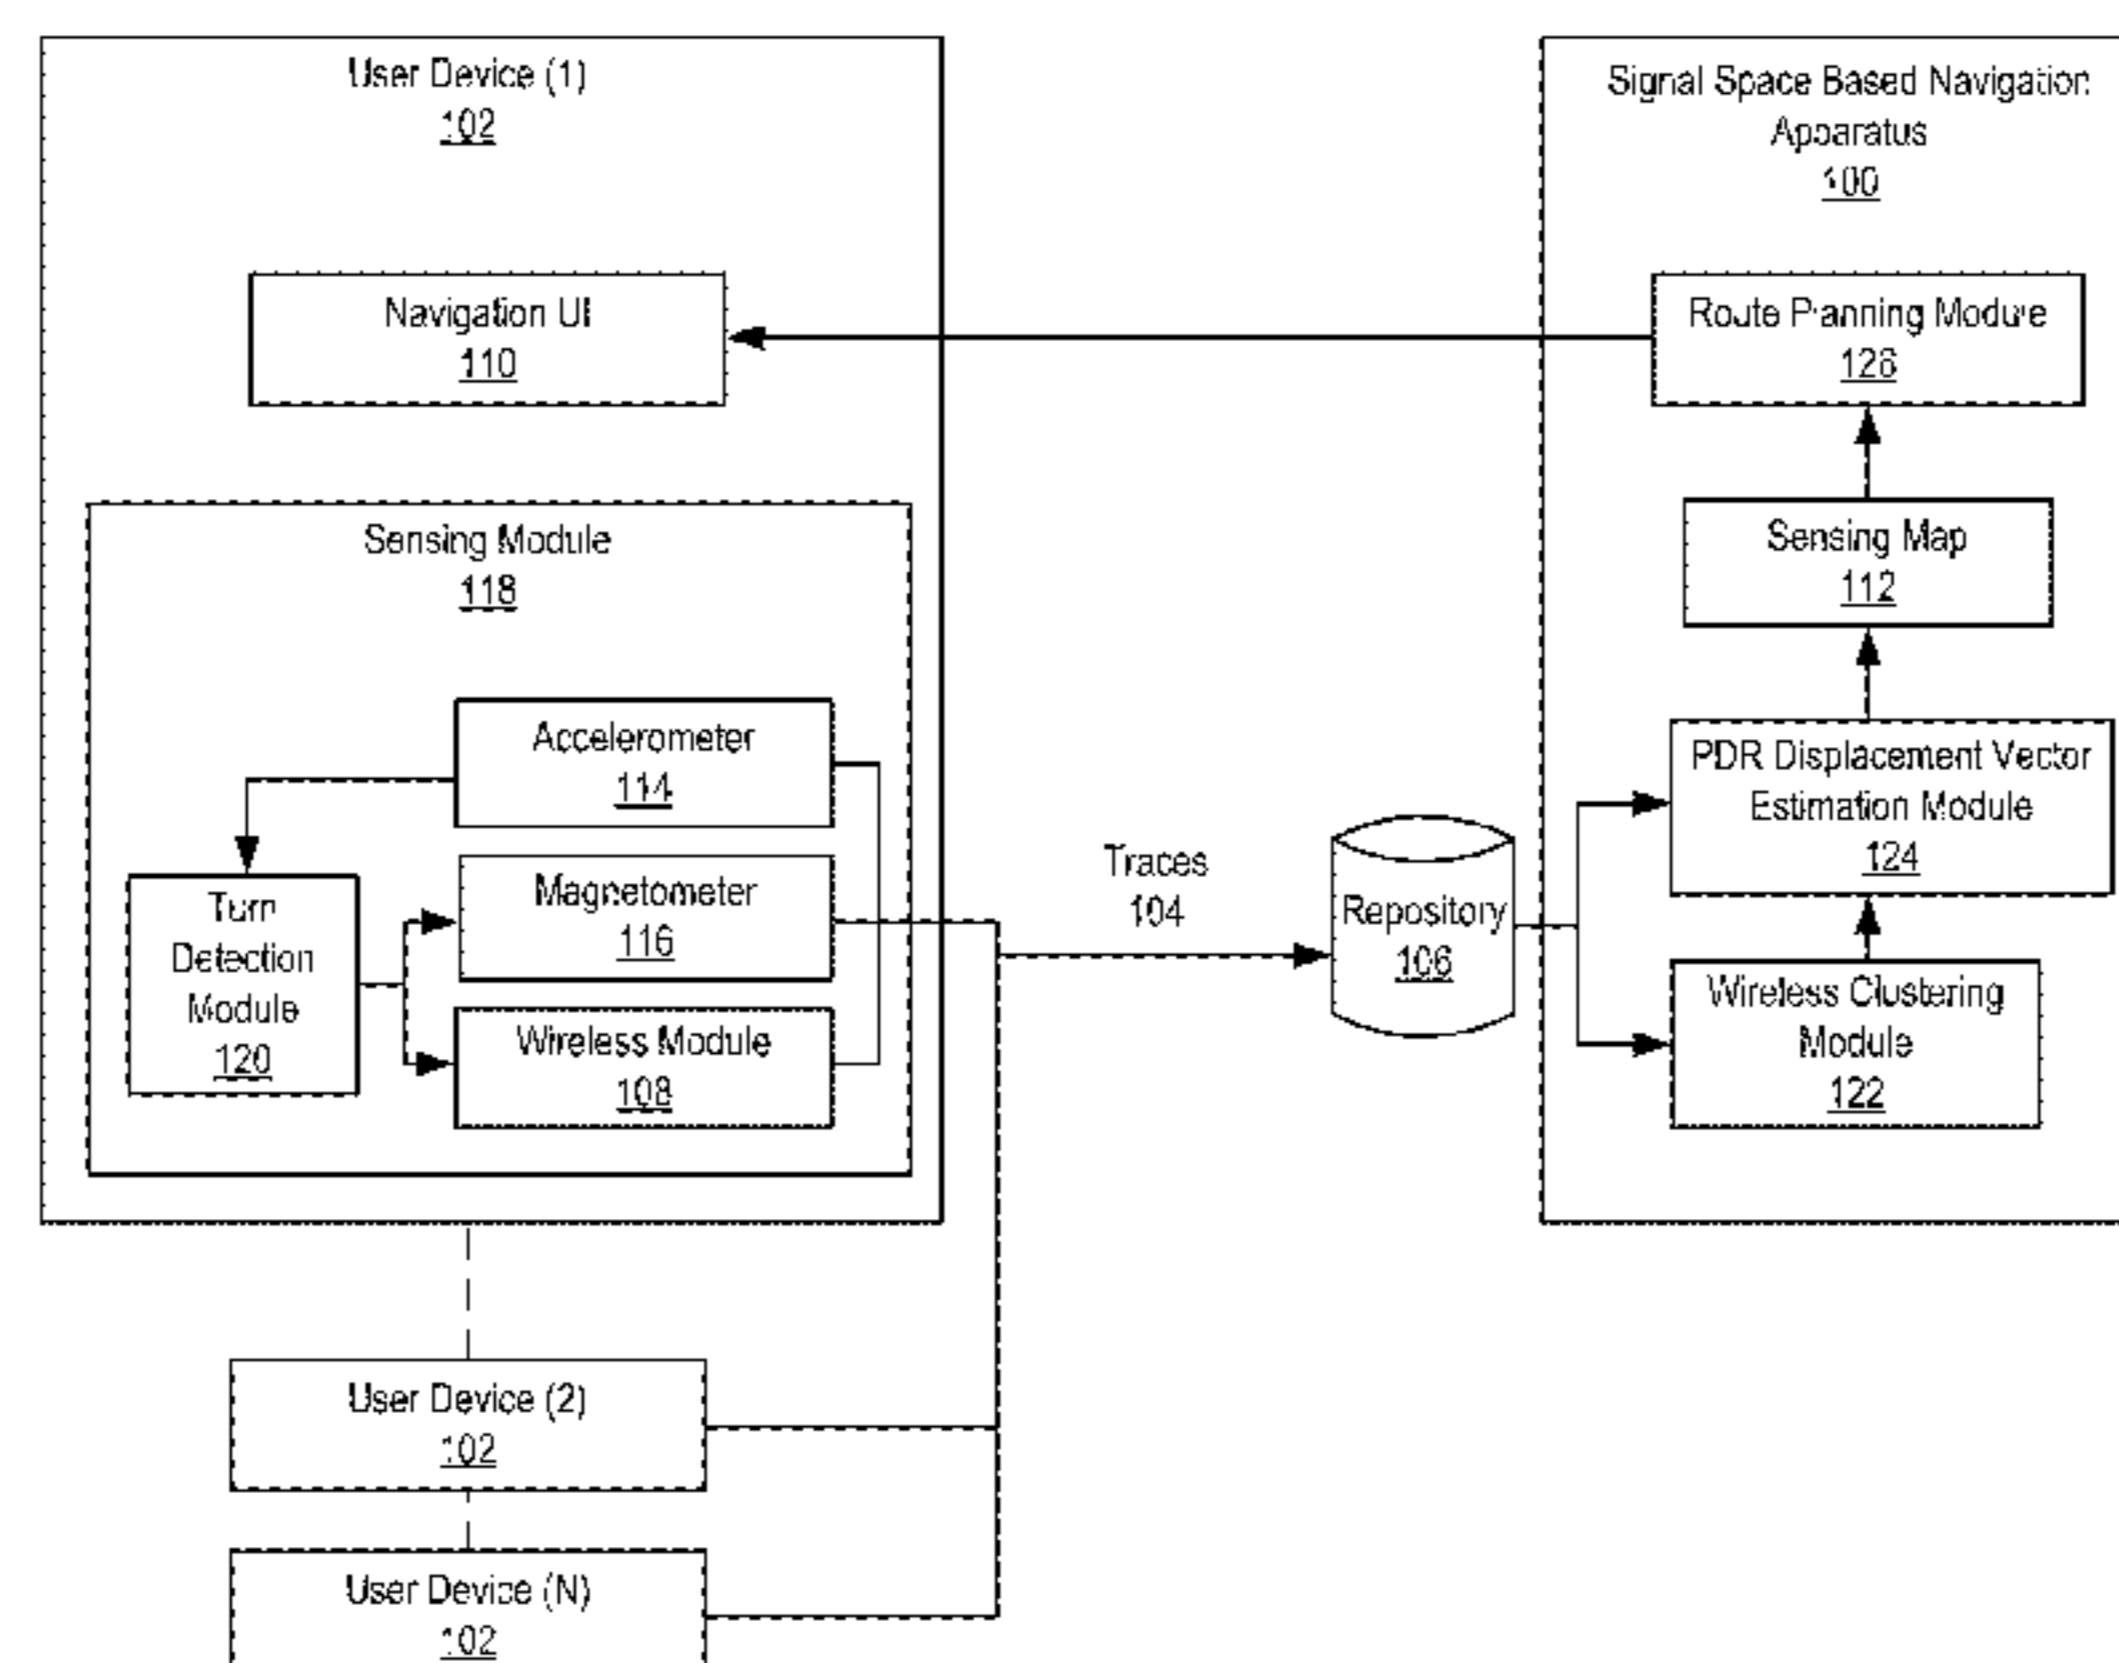 User Device (1)
102
Navigation UI
110
Sensing Module
118
Accelerometer
114
Turn
Detection
Module
120
Magnetometer
116
Wireless Module
108
User Device (2)
102
User Device (N)
102
Traces
104
Repository
106
Signal Space Based Navigation
Apparatus
100
Route Planning Module
126
Sensing Map
112
PDR Displacement Vector
Estimation Module
124
Wireless Clustering
Module
122